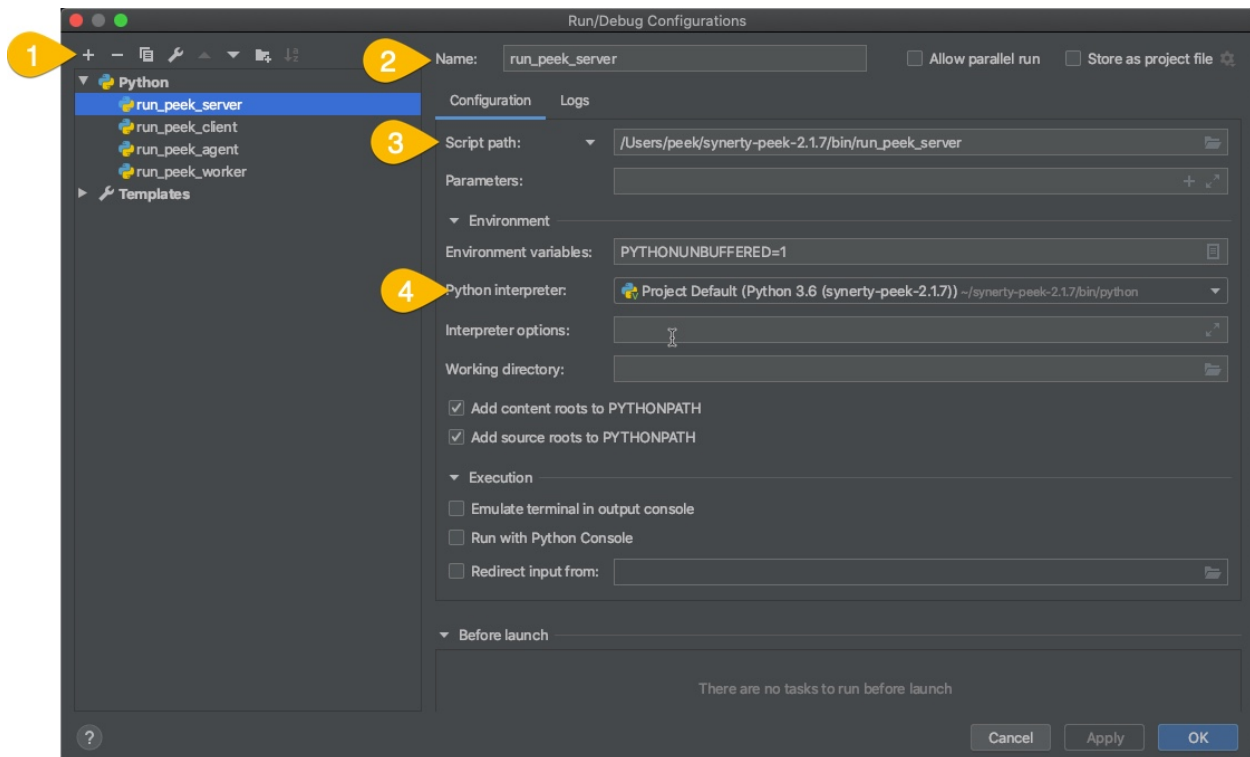 Run/Debug Configurations
1
2
Name: run_peek_server
Allow parallel run
Store as project file
Python
run_peek_server
run_peek_client
run_peek_agent
run_peek_worker
Templates
Configuration Logs
3
Script path: /Users/peek/synerty-peek-2.1.7/bin/run_peek_server
Parameters:
Environment
Environment variables: PYTHONUNBUFFERED=1
4
Python interpreter: Project Default (Python 3.6 (synerty-peek-2.1.7)) ~/synerty-peek-2.1.7/bin/python
Interpreter options:
Working directory:
Add content roots to PYTHONPATH
Add source roots to PYTHONPATH
Execution
Emulate terminal in output console
Run with Python Console
Redirect input from:
Before launch
There are no tasks to run before launch
?
Cancel Apply OK